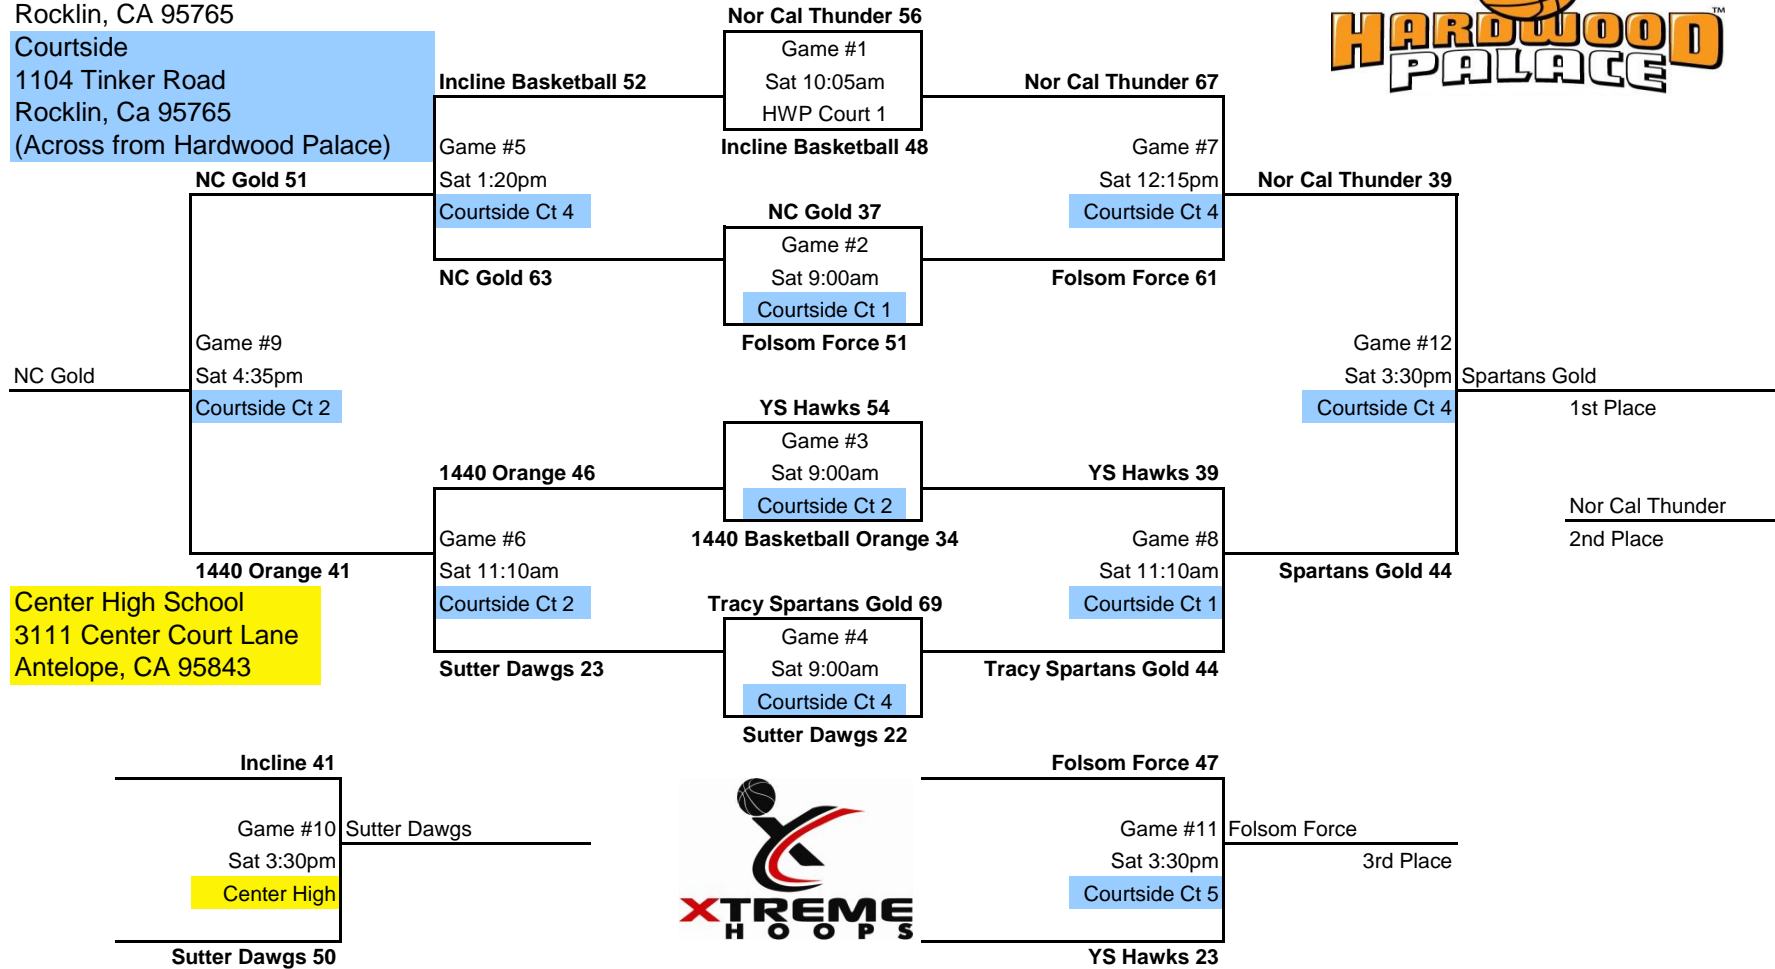 Rocklin, CA 95765
Courtside
1104 Tinker Road
Rocklin, Ca 95765
(Across from Hardwood Palace)
HARDWOOD
PALACE
TM
Nor Cal Thunder 56
Game #1
Sat 10:05am
HWP Court 1
Incline Basketball 48
Incline Basketball 52
Game #5
Sat 1:20pm
Courtside Ct 4
NC Gold 63
Nor Cal Thunder 67
Game #7
Sat 12:15pm
Courtside Ct 4
Folsom Force 61
NC Gold 37
Game #2
Sat 9:00am
Courtside Ct 1
Folsom Force 51
NC Gold 51
Game #9
Sat 4:35pm
Courtside Ct 2
1440 Orange 41
NC Gold
Nor Cal Thunder 39
Game #12
Sat 3:30pm
Courtside Ct 4
Spartans Gold 44
Spartans Gold
1st Place
Nor Cal Thunder
2nd Place
YS Hawks 54
Game #3
Sat 9:00am
Courtside Ct 2
1440 Basketball Orange 34
1440 Orange 46
Game #6
Sat 11:10am
Courtside Ct 2
Sutter Dawgs 23
YS Hawks 39
Game #8
Sat 11:10am
Courtside Ct 1
Tracy Spartans Gold 44
Tracy Spartans Gold 69
Game #4
Sat 9:00am
Courtside Ct 4
Sutter Dawgs 22
Center High School
3111 Center Court Lane
Antelope, CA 95843
Incline 41
Game #10
Sat 3:30pm
Center High
Sutter Dawgs 50
Sutter Dawgs
XTREME
HOOPS
Folsom Force 47
Game #11
Sat 3:30pm
Courtside Ct 5
YS Hawks 23
Folsom Force
3rd Place